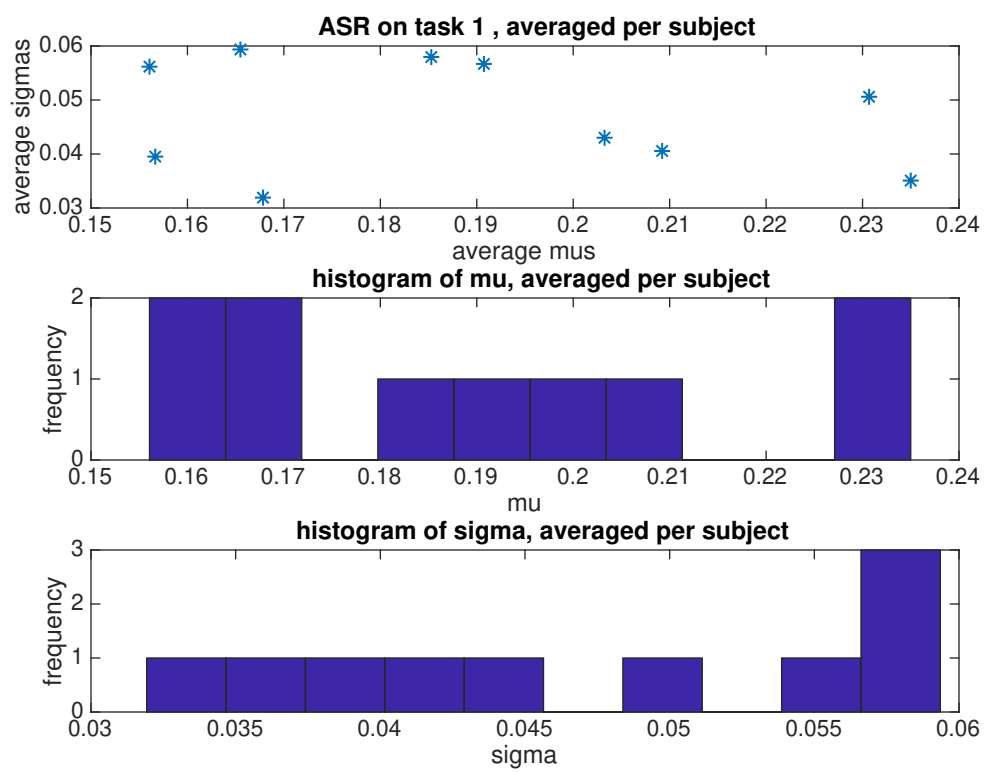 ASR on task 1 , averaged per subject
average sigmas
0.06
0.05
0.04
0.03
0.15 0.16 0.17 0.18 0.19 0.2 0.21 0.22 0.23 0.24
average mus
histogram of mu, averaged per subject
frequency
2
1
0
0.15 0.16 0.17 0.18 0.19 0.2 0.21 0.22 0.23 0.24
mu
histogram of sigma, averaged per subject
frequency
3
2
1
0
0.03 0.035 0.04 0.045 0.05 0.055 0.06
sigma